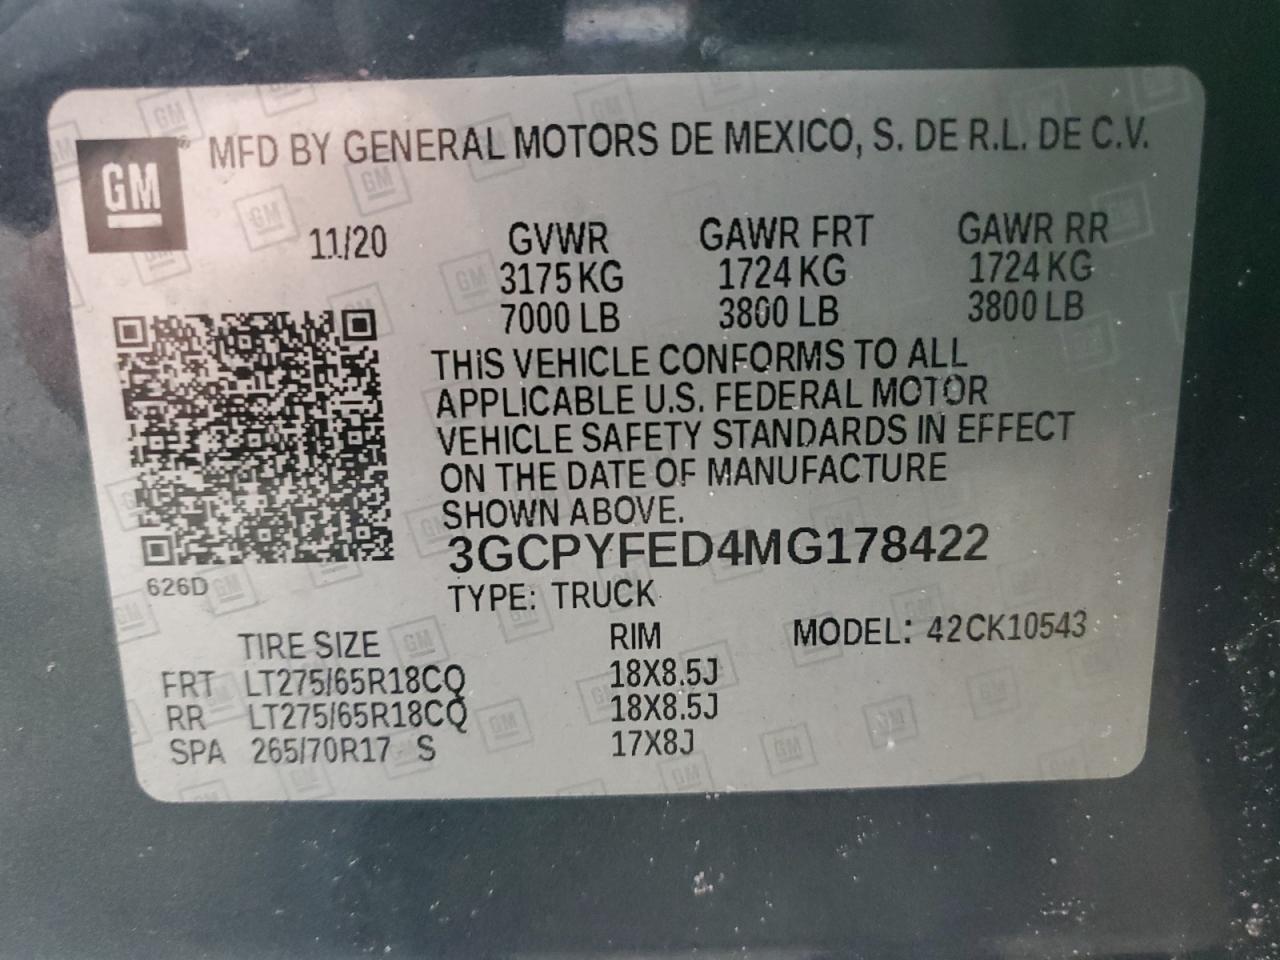 GM MFD BY GENERAL MOTORS DE MEXICO, S. DE R.L. DE C.V.
11/20 GVWR GAWR FRT GAWR RR
3175 KG 1724 KG 1724 KG
7000 LB 3800 LB 3800 LB
THIS VEHICLE CONFORMS TO ALL
APPLICABLE U.S. FEDERAL MOTOR
VEHICLE SAFETY STANDARDS IN EFFECT
ON THE DATE OF MANUFACTURE
SHOWN ABOVE.
3GCPYFED4MG178422
626D
TYPE: TRUCK
TIRE SIZE RIM MODEL: 42CK10543
FRT LT275/65R18CQ 18X8.5J
RR LT275/65R18CQ 18X8.5J
SPA 265/70R17 S 17X8J